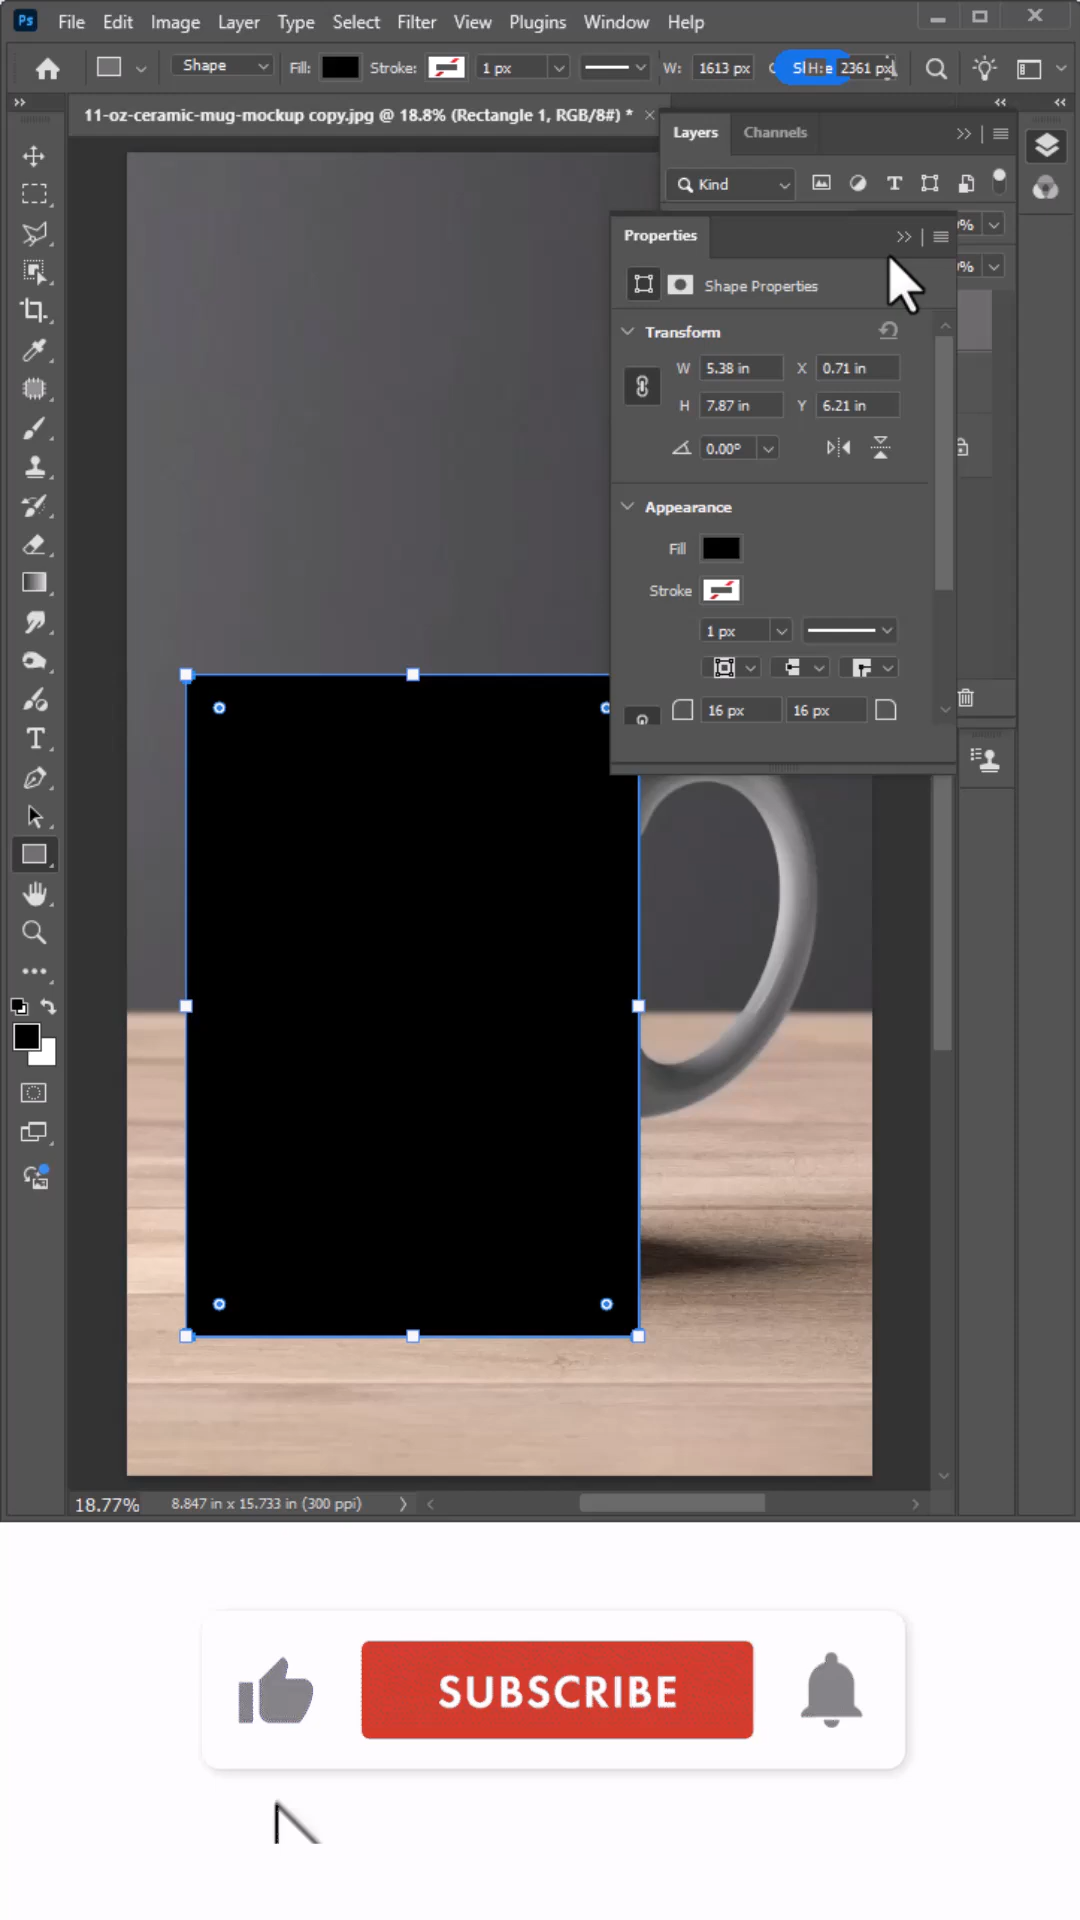 Ps File Edit Image Layer Type Select Filter View Plugins Window Help
Shape Fill: Stroke: 1 px W: 1613 px H: 2361 px
11-oz-ceramic-mug-mockup copy.jpg @ 18.8% (Rectangle 1, RGB/8#) *
Layers Channels
Kind
Properties
Shape Properties
Transform
W 5.38 in X 0.71 in
H 7.87 in Y 6.21 in
0.00°
Appearance
Fill
Stroke
1 px
16 px 16 px
18.77% 8.847 in x 15.733 in (300 ppi)
SUBSCRIBE